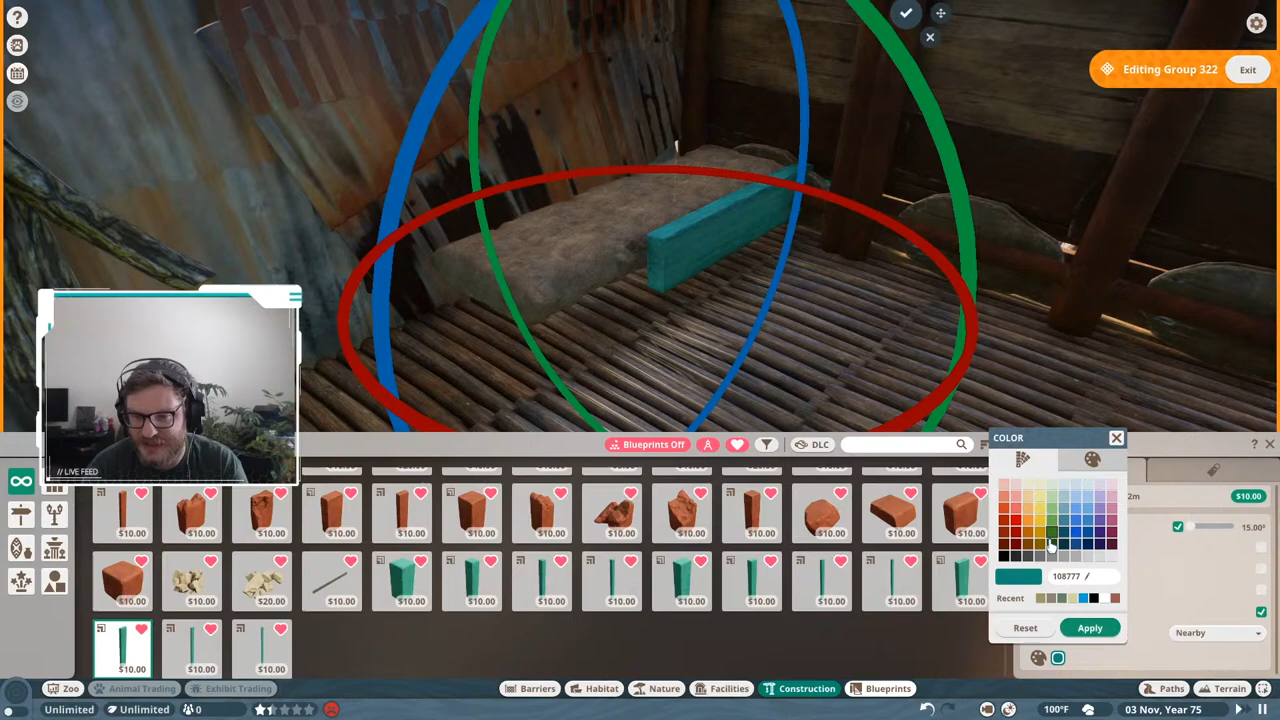 Editing Group 322
Exit
// LIVE FEED
Blueprints Off
DLC
COLOR
2m
$10.00
15.00°
$10.00 $10.00 $10.00 $10.00 $10.00 $10.00 $10.00 $10.00 $10.00 $10.00 $10.00 $10.00 $10.00
$10.00 $10.00 $20.00 $10.00 $10.00 $10.00 $10.00 $10.00 $10.00 $10.00 $10.00 $10.00 $10.00
108777 /
Recent
Reset
Apply
Nearby
$10.00 $10.00 $10.00
Zoo
Animal Trading
Exhibit Trading
Barriers
Habitat
Nature
Facilities
Construction
Blueprints
Paths
Terrain
Unlimited
Unlimited
0
100°F
03 Nov, Year 75